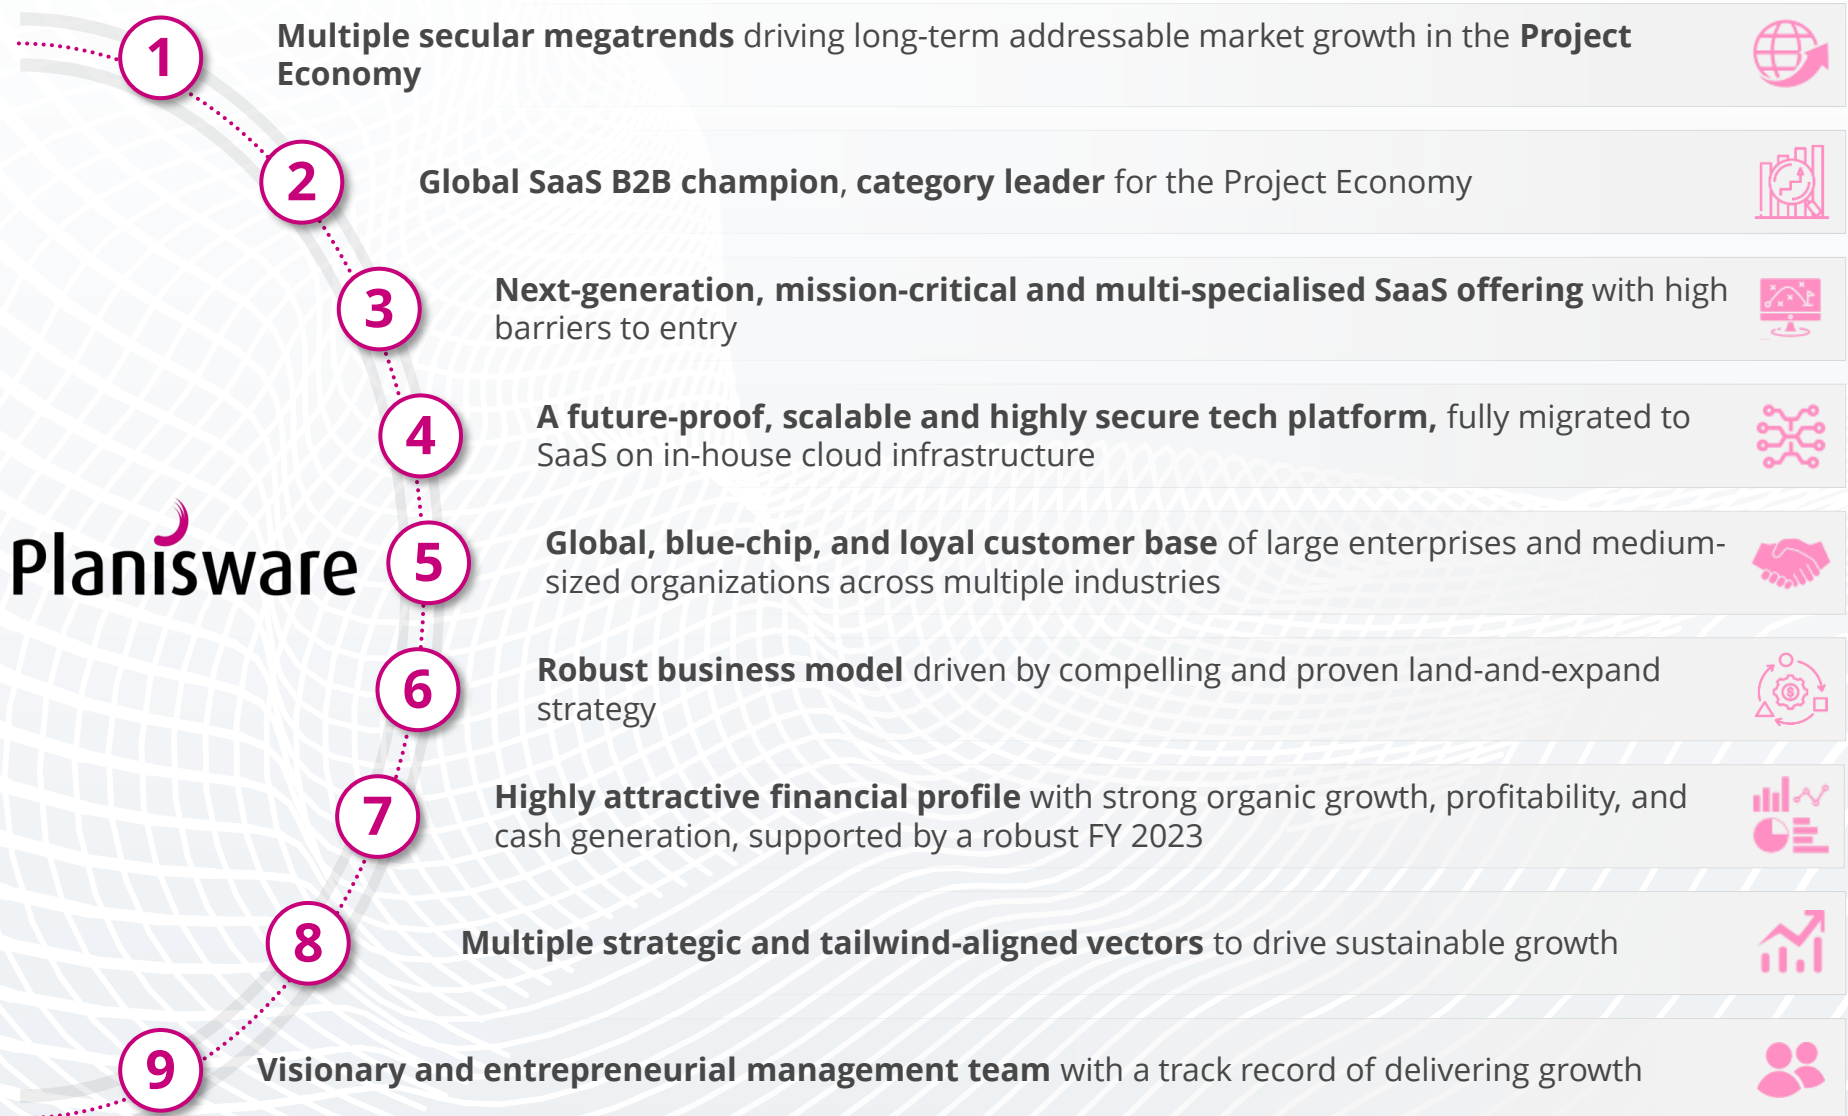 1
Multiple secular megatrends driving long-term addressable market growth in the Project
Economy
2
Global SaaS B2B champion, category leader for the Project Economy
3
Next-generation, mission-critical and multi-specialised SaaS offering with high
barriers to entry
4
A future-proof, scalable and highly secure tech platform, fully migrated to
SaaS on in-house cloud infrastructure
Planisware
5
Global, blue-chip, and loyal customer base of large enterprises and medium-
sized organizations across multiple industries
6
Robust business model driven by compelling and proven land-and-expand
strategy
7
Highly attractive financial profile with strong organic growth, profitability, and
cash generation, supported by a robust FY 2023
8
Multiple strategic and tailwind-aligned vectors to drive sustainable growth
9
Visionary and entrepreneurial management team with a track record of delivering growth